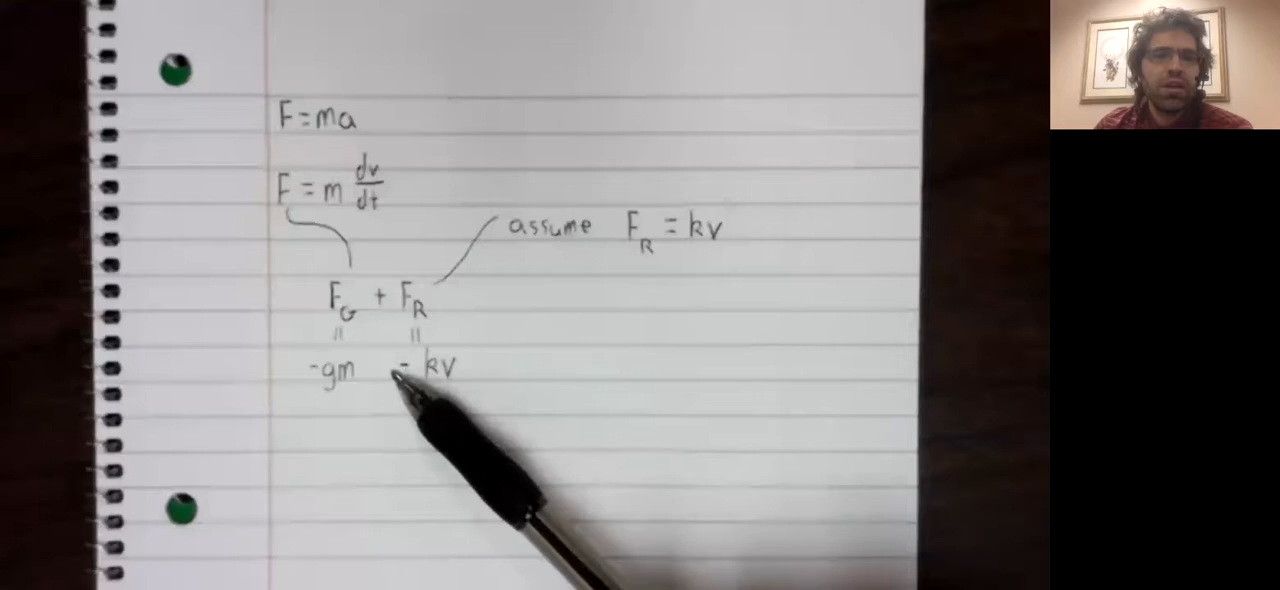 F = ma
F = m dv/dt
assume F_R = kv
F_G + F_R
= =
-gm - kv